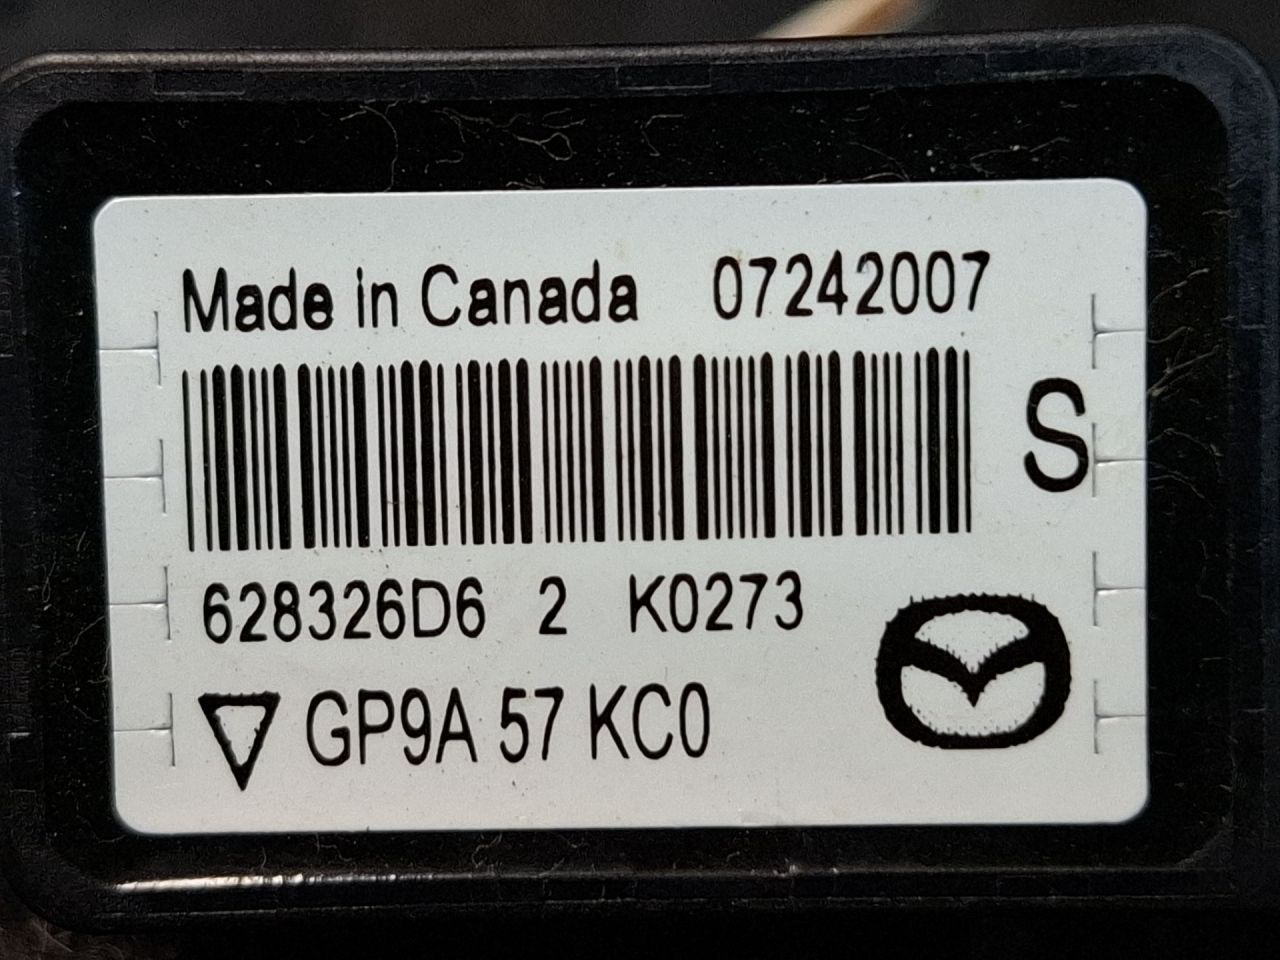 Made in Canada 07242007
S
628326D6 2 K0273
GP9A 57 KC0